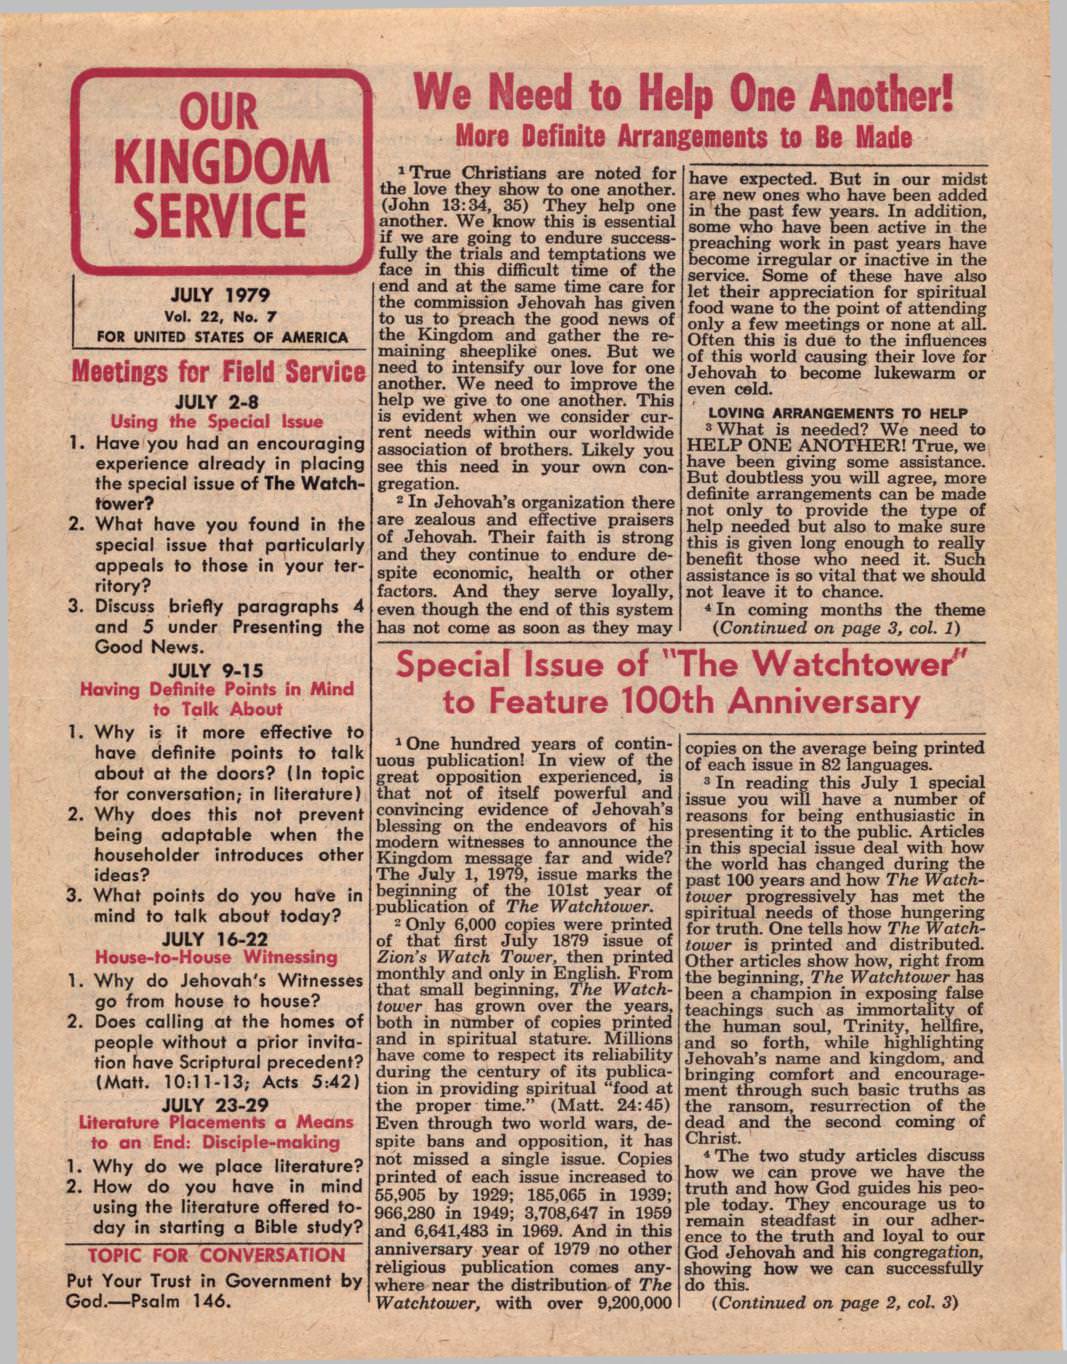 OUR
KINGDOM
SERVICE
JULY 1979
Vol. 22, No. 7
FOR UNITED STATES OF AMERICA
Meetings for Field Service
JULY 2-8
Using the Special Issue
1. Have you had an encouraging
experience already in placing
the special issue of The Watch-
tower?
2. What have you found in the
special issue that particularly
appeals to those in your ter-
ritory?
3. Discuss briefly paragraphs 4
and 5 under Presenting the
Good News.
JULY 9-15
Having Definite Points in Mind
to Talk About
1. Why is it more effective to
have definite points to talk
about at the doors? (In topic
for conversation; in literature)
2. Why does this not prevent
being adaptable when the
householder introduces other
ideas?
3. What points do you have in
mind to talk about today?
JULY 16-22
House-to-House Witnessing
1. Why do Jehovah's Witnesses
go from house to house?
2. Does calling at the homes of
people without a prior invita-
tion have Scriptural precedent?
(Matt. 10:11-13; Acts 5:42)
JULY 23-29
Literature Placements a Means
to an End: Disciple-making
1. Why do we place literature?
2. How do you have in mind
using the literature offered to-
day in starting a Bible study?
TOPIC FOR CONVERSATION
Put Your Trust in Government by
God.—Psalm 146.
We Need to Help One Another!
More Definite Arrangements to Be Made
1 True Christians are noted for
the love they show to one another.
(John 13:34, 35) They help one
another. We know this is essential
if we are going to endure success-
fully the trials and temptations we
face in this difficult time of the
end and at the same time care for
the commission Jehovah has given
to us to preach the good news of
the Kingdom and gather the re-
maining sheeplike ones. But we
need to intensify our love for one
another. We need to improve the
help we give to one another. This
is evident when we consider cur-
rent needs within our worldwide
association of brothers. Likely you
see this need in your own con-
gregation.
2 In Jehovah's organization there
are zealous and effective praisers
of Jehovah. Their faith is strong
and they continue to endure de-
spite economic, health or other
factors. And they serve loyally,
even though the end of this system
has not come as soon as they may
have expected. But in our midst
are new ones who have been added
in the past few years. In addition,
some who have been active in the
preaching work in past years have
become irregular or inactive in the
service. Some of these have also
let their appreciation for spiritual
food wane to the point of attending
only a few meetings or none at all.
Often this is due to the influences
of this world causing their love for
Jehovah to become lukewarm or
even cold.
LOVING ARRANGEMENTS TO HELP
3 What is needed? We need to
HELP ONE ANOTHER! True, we
have been giving some assistance.
But doubtless you will agree, more
definite arrangements can be made
not only to provide the type of
help needed but also to make sure
this is given long enough to really
benefit those who need it. Such
assistance is so vital that we should
not leave it to chance.
4 In coming months the theme
(Continued on page 3, col. 1)
Special Issue of "The Watchtower"
to Feature 100th Anniversary
1 One hundred years of contin-
uous publication! In view of the
great opposition experienced, is
that not of itself powerful and
convincing evidence of Jehovah's
blessing on the endeavors of his
modern witnesses to announce the
Kingdom message far and wide?
The July 1, 1979, issue marks the
beginning of the 101st year of
publication of The Watchtower.
2 Only 6,000 copies were printed
of that first July 1879 issue of
Zion's Watch Tower, then printed
monthly and only in English. From
that small beginning, The Watch-
tower has grown over the years,
both in number of copies printed
and in spiritual stature. Millions
have come to respect its reliability
during the century of its publica-
tion in providing spiritual "food at
the proper time." (Matt. 24:45)
Even through two world wars, de-
spite bans and opposition, it has
not missed a single issue. Copies
printed of each issue increased to
55,905 by 1929; 185,065 in 1939;
966,280 in 1949; 3,708,647 in 1959
and 6,641,483 in 1969. And in this
anniversary year of 1979 no other
religious publication comes any-
where near the distribution of The
Watchtower, with over 9,200,000
copies on the average being printed
of each issue in 82 languages.
3 In reading this July 1 special
issue you will have a number of
reasons for being enthusiastic in
presenting it to the public. Articles
in this special issue deal with how
the world has changed during the
past 100 years and how The Watch-
tower progressively has met the
spiritual needs of those hungering
for truth. One tells how The Watch-
tower is printed and distributed.
Other articles show how, right from
the beginning, The Watchtower has
been a champion in exposing false
teachings such as immortality of
the human soul, Trinity, hellfire,
and so forth, while highlighting
Jehovah's name and kingdom, and
bringing comfort and encourage-
ment through such basic truths as
the ransom, resurrection of the
dead and the second coming of
Christ.
4 The two study articles discuss
how we can prove we have the
truth and how God guides his peo-
ple today. They encourage us to
remain steadfast in our adher-
ence to the truth and loyal to our
God Jehovah and his congregation,
showing how we can successfully
do this.
(Continued on page 2, col. 3)